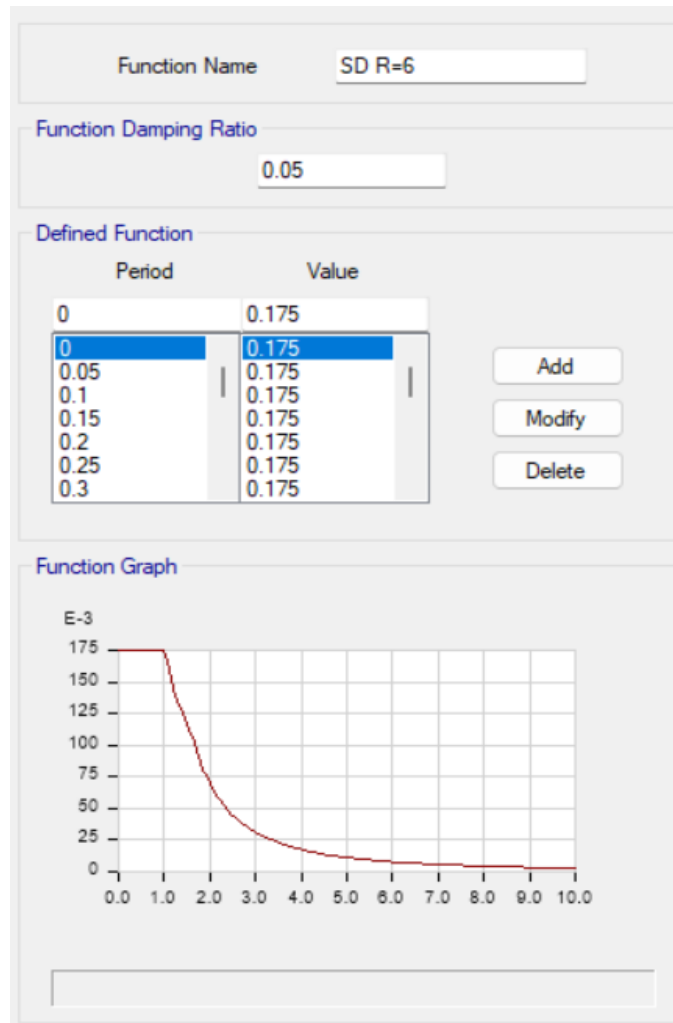 Function Name SD R=6
Function Damping Ratio
0.05
Defined Function
Period Value
0 0.175
0 0.175
0.05 0.175
0.1 0.175
0.15 0.175
0.2 0.175
0.25 0.175
0.3 0.175
Add
Modify
Delete
Function Graph
E-3
175
150
125
100
75
50
25
0
0.0 1.0 2.0 3.0 4.0 5.0 6.0 7.0 8.0 9.0 10.0